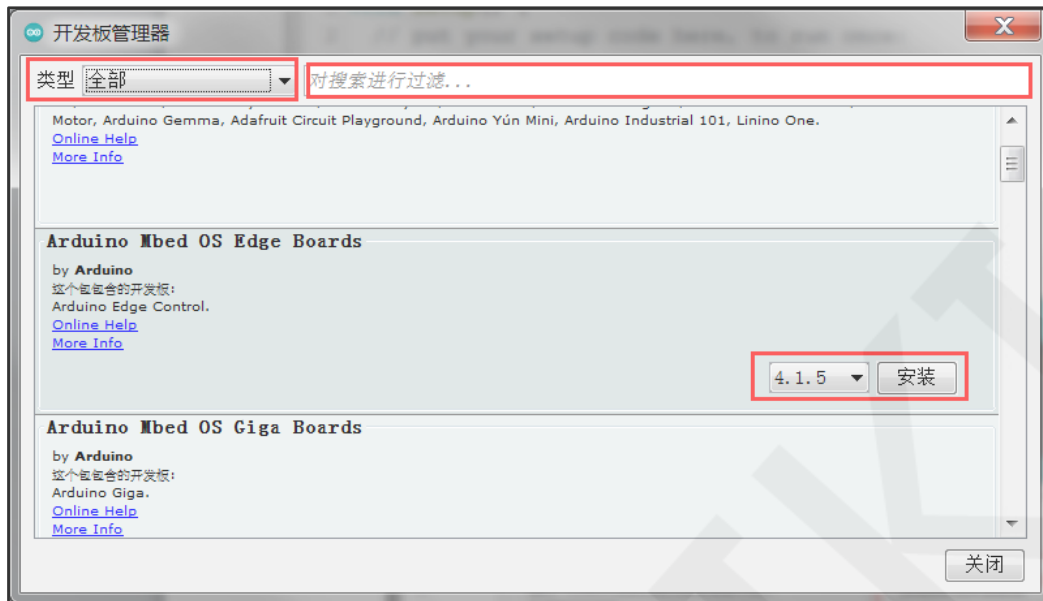 开发板管理器
类型 全部 对搜索进行过滤...
Motor, Arduino Gemma, Adafruit Circuit Playground, Arduino Yún Mini, Arduino Industrial 101, Linino One.
Online Help
More Info
Arduino Mbed OS Edge Boards
by Arduino
这个包包含的开发板:
Arduino Edge Control.
Online Help
More Info
4.1.5 安装
Arduino Mbed OS Giga Boards
by Arduino
这个包包含的开发板:
Arduino Giga.
Online Help
More Info
关闭